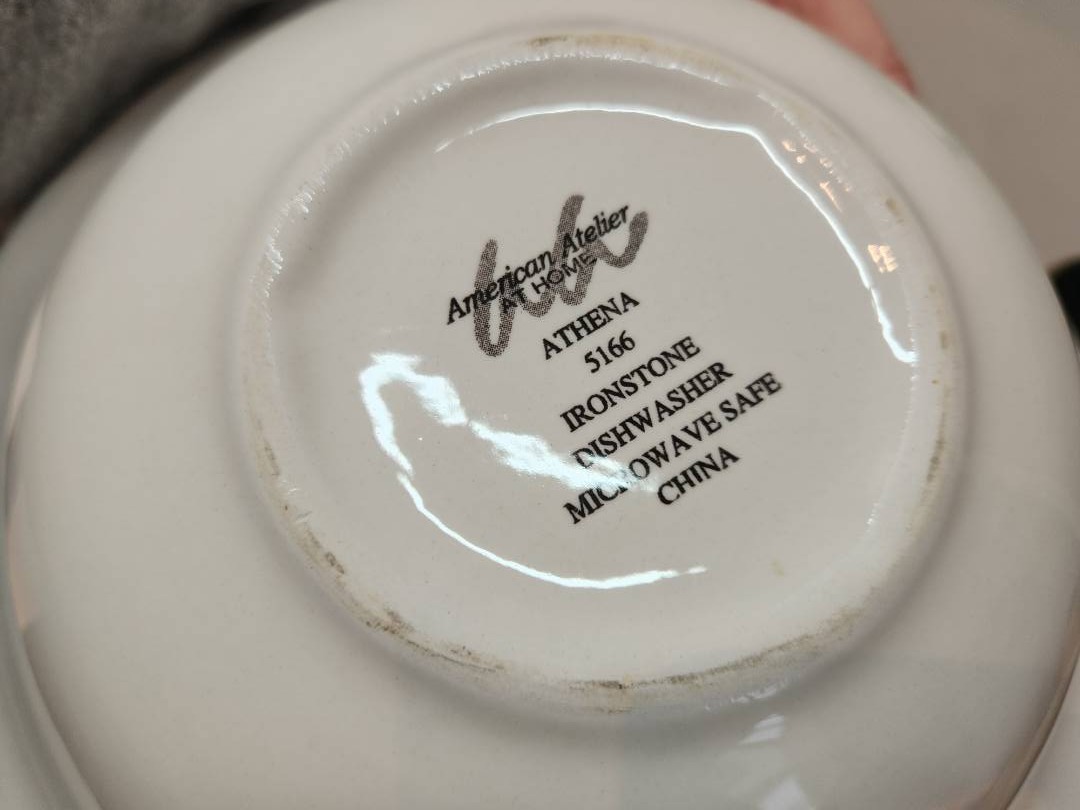 American Atelier
AT HOME
ATHENA
5166
IRONSTONE
DISHWASHER
MICROWAVE SAFE
CHINA